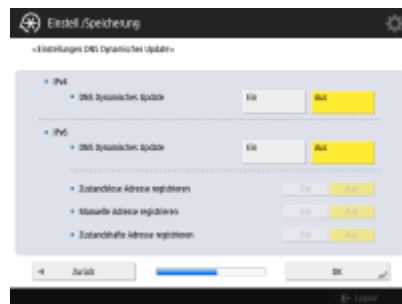 Einstell./Speicherung
<Einstellungen DNS Dynamisches Update>
IPv4
DNS Dynamisches Update Ein Aus
IPv6
DNS Dynamisches Update Ein Aus
Zustandslose Adresse registrieren Ein Aus
Manuelle Adresse registrieren Ein Aus
Zustandshafte Adresse registrieren Ein Aus
Zurück OK
Logout